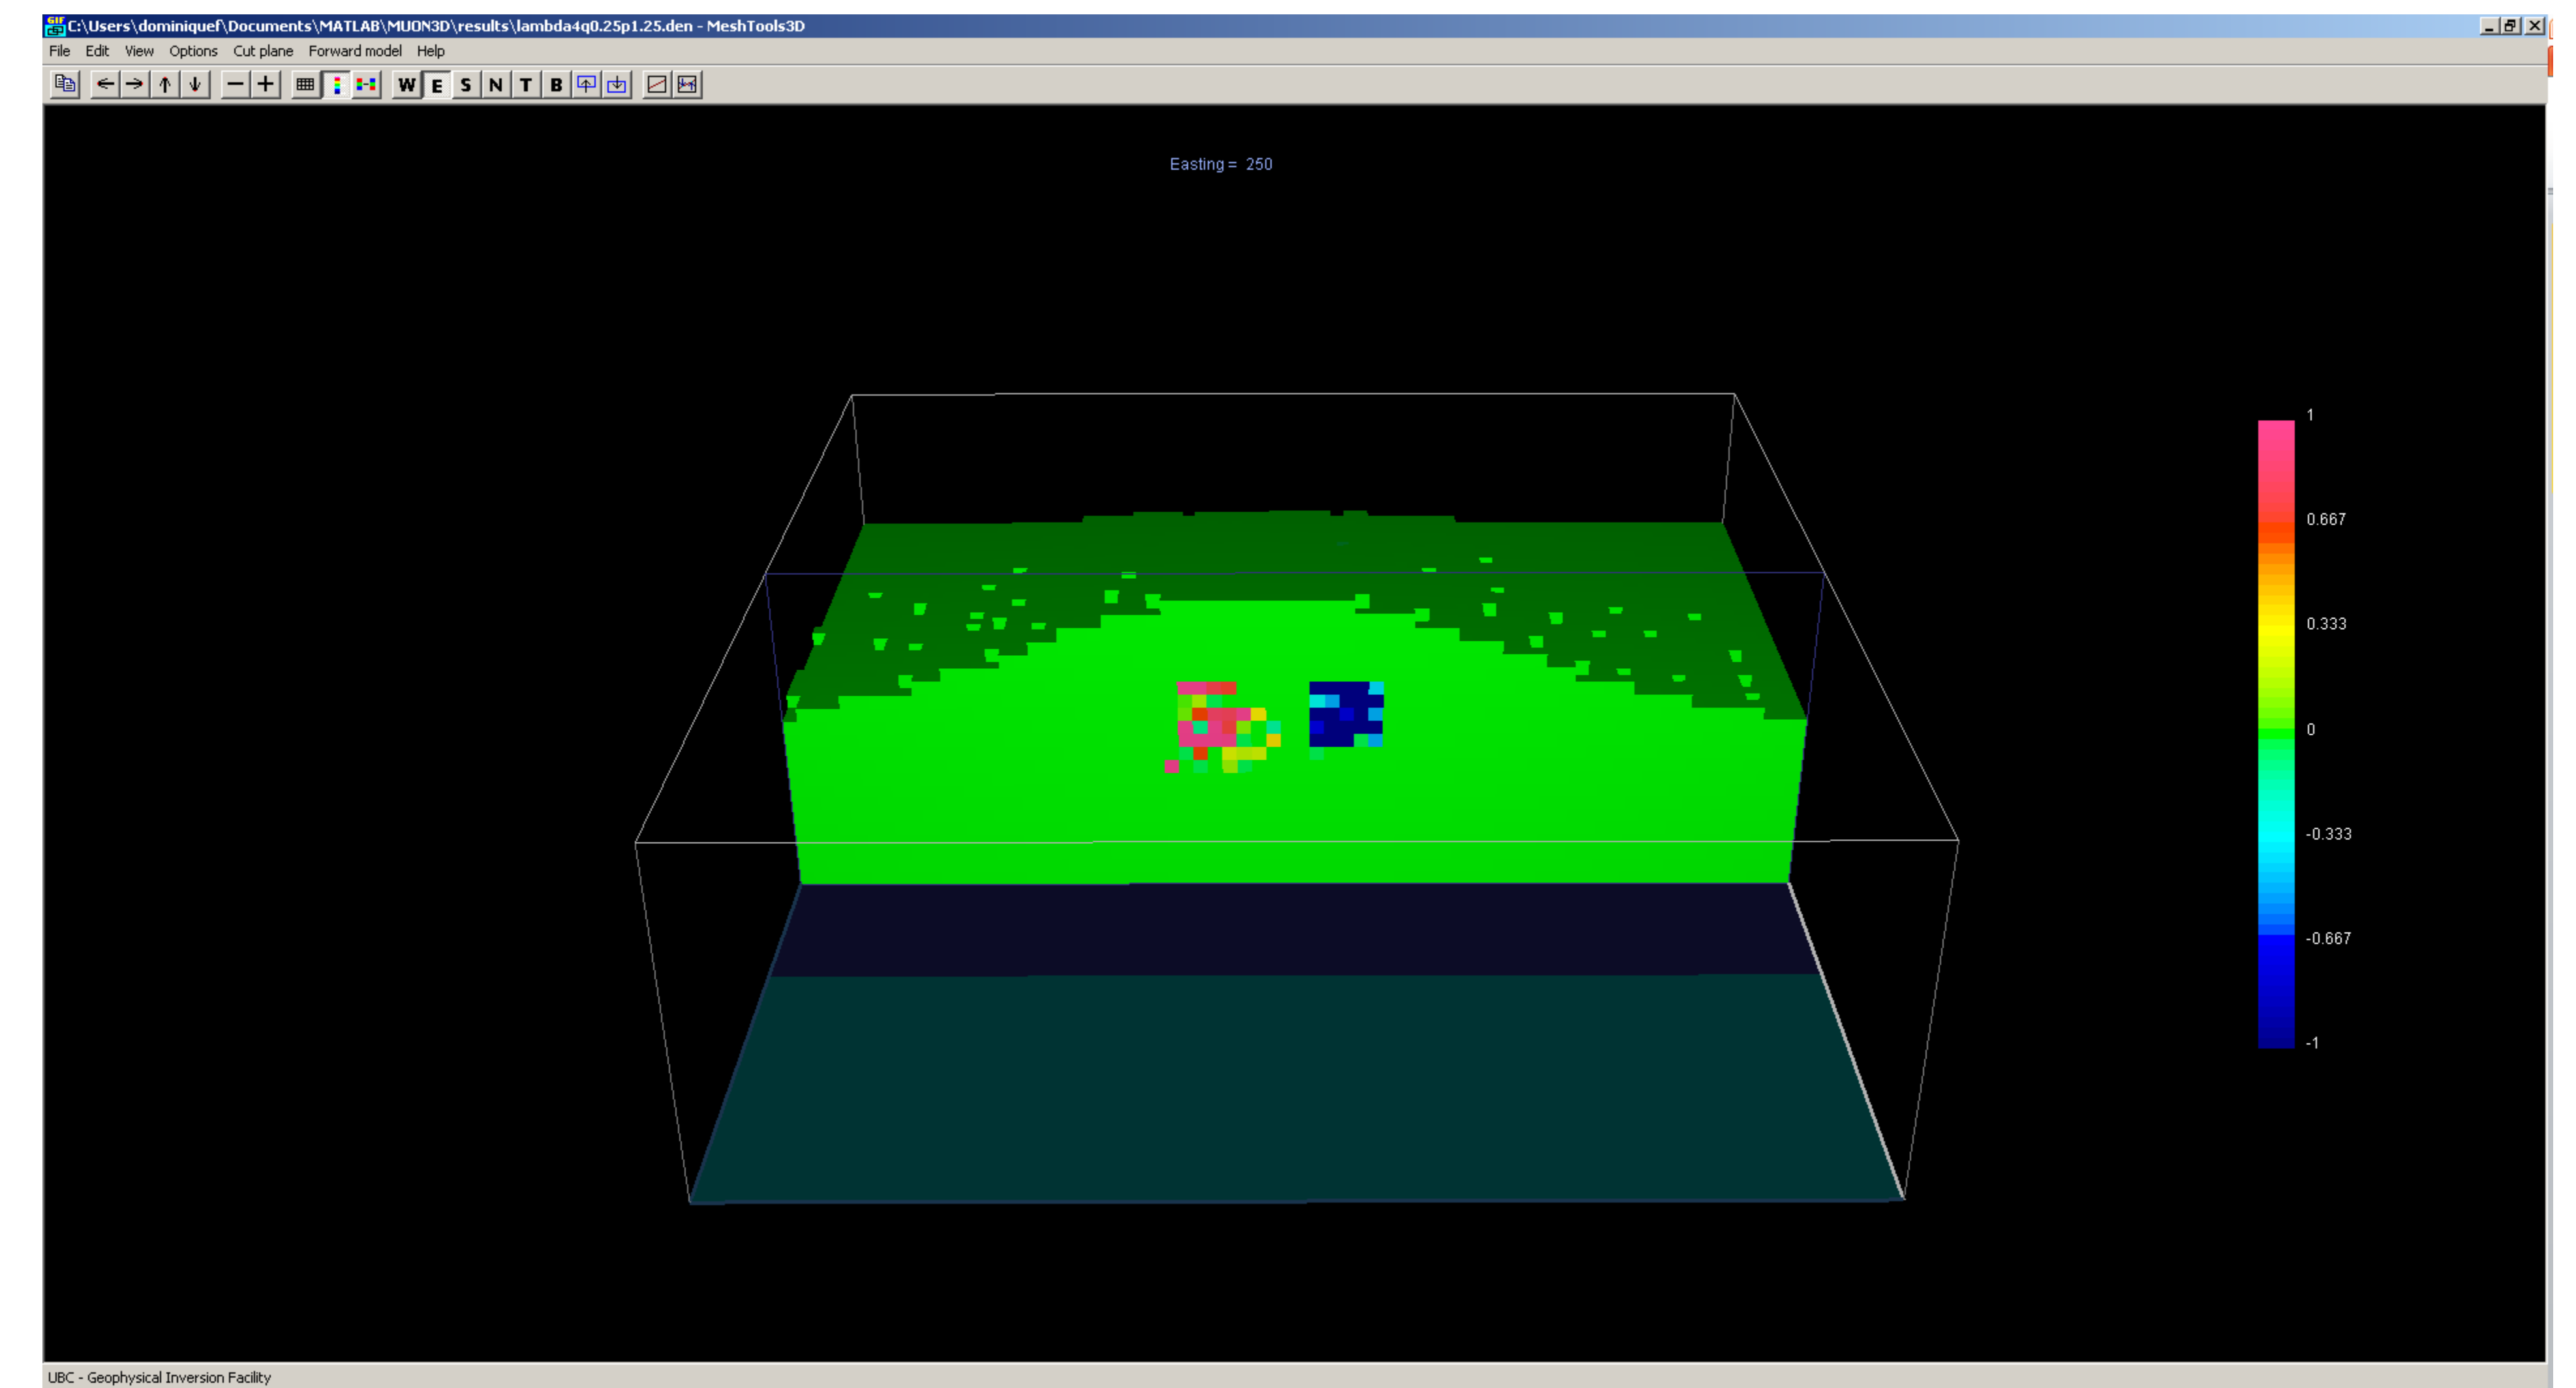 GIF
C:\Users\dominiquef\Documents\MATLAB\MUON3D\results\lambda4q0.25p1.25.den - MeshTools3D
File Edit View Options Cut plane Forward model Help
W E S N T B
Easting = 250
1
0.667
0.333
0
-0.333
-0.667
-1
UBC - Geophysical Inversion Facility